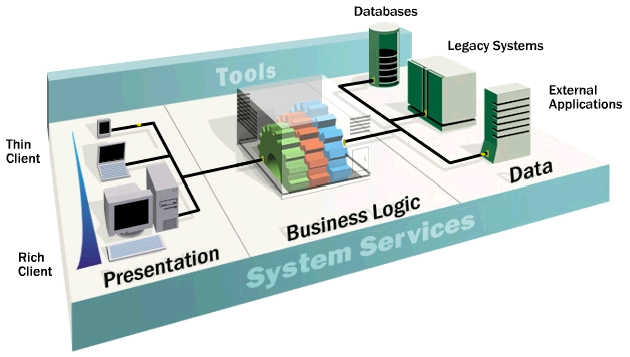 Databases
Legacy Systems
Tools
External
Applications
Thin
Client
Data
Business Logic
Rich
Client
Presentation
System Services